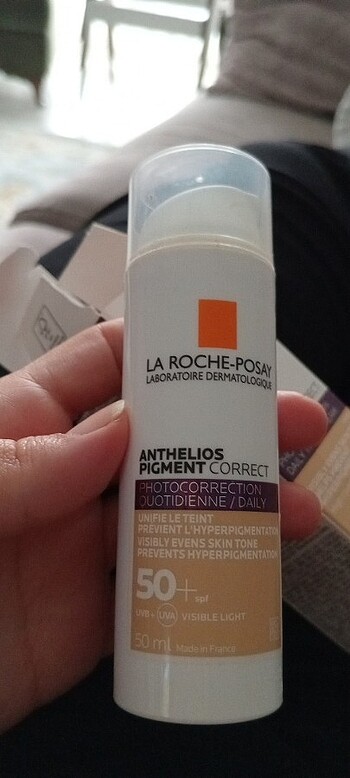 LA ROCHE-POSAY
LABORATOIRE DERMATOLOGIQUE
ANTHELIOS
PIGMENT CORRECT
PHOTOCORRECTION
QUOTIDIENNE / DAILY
UNIFIE LE TEINT
PRÉVIENT L'HYPERPIGMENTATION
VISIBLY EVENS SKIN TONE
PREVENTS HYPERPIGMENTATION
50+ spf
UVB+ UVA VISIBLE LIGHT
50 ml Made in France